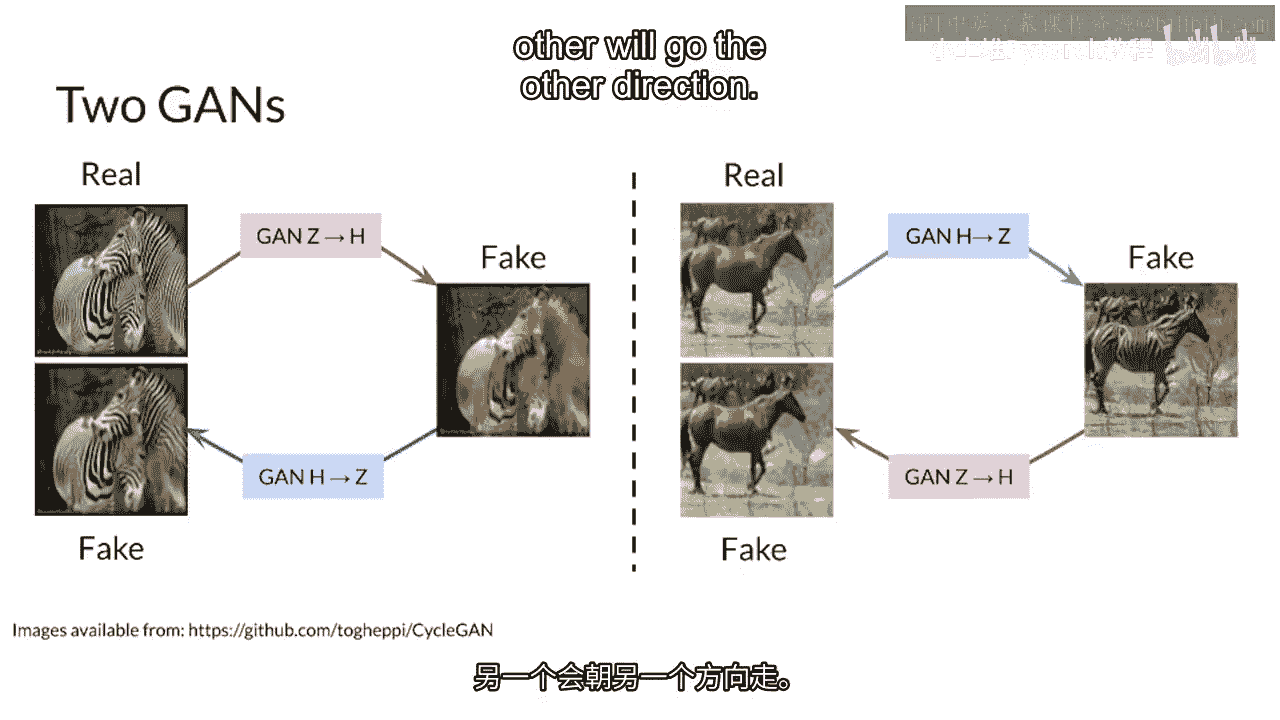 other will go the
other direction.
Two GANs
Real
GAN Z → H
Fake
GAN H → Z
Fake
Real
GAN H→ Z
Fake
GAN Z → H
Fake
Images available from: https://github.com/togheppi/CycleGAN
另一个会朝另一个方向走。